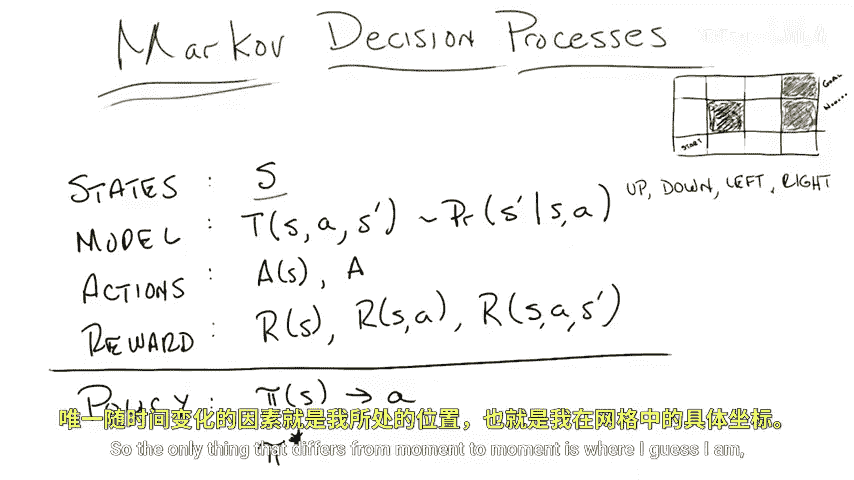 Markov Decision Processes
GOAL
START
UP, DOWN, LEFT, RIGHT
STATES : S
MODEL : T(s, a, s') ~ Pr(s' | s, a)
ACTIONS : A(s), A
REWARD : R(s), R(s,a), R(s,a,s')
POLICY : π(s) → a
π*
唯一随时间变化的因素就是我所处的位置，也就是我在网格中的具体坐标。
So the only thing that differs from moment to moment is where I guess I am,